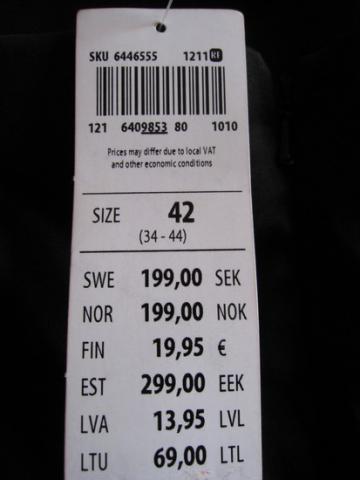 SKU 6446555 1211 RF
121 6409853 80 1010
Prices may differ due to local VAT
and other economic conditions
SIZE 42
(34 - 44)
SWE 199,00 SEK
NOR 199,00 NOK
FIN 19,95 €
EST 299,00 EEK
LVA 13,95 LVL
LTU 69,00 LTL